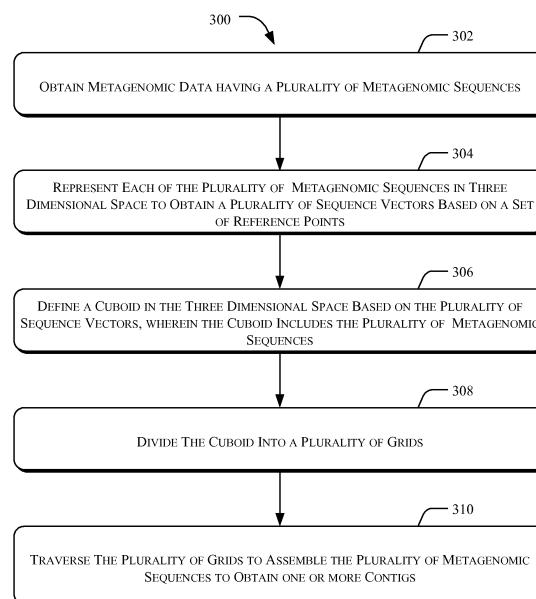 300
302
OBTAIN METAGENOMIC DATA HAVING A PLURALITY OF METAGENOMIC SEQUENCES
304
REPRESENT EACH OF THE PLURALITY OF METAGENOMIC SEQUENCES IN THREE
DIMENSIONAL SPACE TO OBTAIN A PLURALITY OF SEQUENCE VECTORS BASED ON A SET
OF REFERENCE POINTS
306
DEFINE A CUBOID IN THE THREE DIMENSIONAL SPACE BASED ON THE PLURALITY OF
SEQUENCE VECTORS, WHEREIN THE CUBOID INCLUDES THE PLURALITY OF METAGENOMIC
SEQUENCES
308
DIVIDE THE CUBOID INTO A PLURALITY OF GRIDS
310
TRAVERSE THE PLURALITY OF GRIDS TO ASSEMBLE THE PLURALITY OF METAGENOMIC
SEQUENCES TO OBTAIN ONE OR MORE CONTIGS